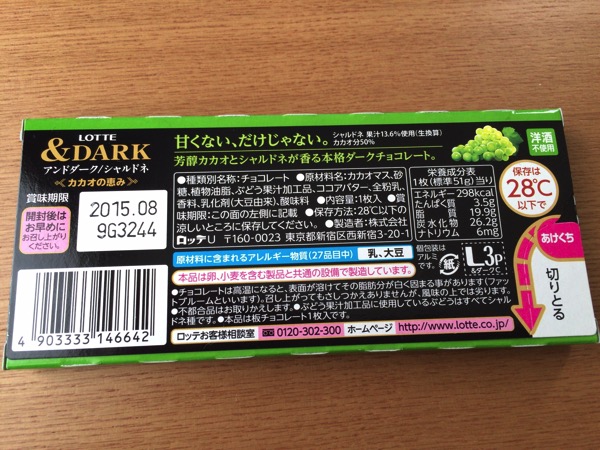 LOTTE
&DARK
アンドダーク/シャルドネ
カカオの恵み
甘くない、だけじゃない。
シャルドネ 果汁13.6%使用(生換算)
カカオ分50%
芳醇カカオとシャルドネが香る本格ダークチョコレート。
洋酒
不使用
賞味期限
開封後は
お早めに
お召し上がり
ください。
2015.08
9G3244
●種類別名称:チョコレート ●原材料名:カカオマス、砂
糖、植物油脂、ぶどう果汁加工品、ココアバター、全粉乳、
香料、乳化剤(大豆由来)、酸味料 ●内容量:1枚入 ●賞
味期限:この面の左側に記載 ●保存方法:28℃以下の
涼しいところに保存してください。●製造者:株式会社
ロッテU 〒160-0023 東京都新宿区西新宿3-20-1
栄養成分表
1枚(標準51g)当り
エネルギー 298kcal
たんぱく質 3.5g
脂質 19.9g
炭水化物 26.2g
ナトリウム 6mg
保存は
28℃
以下で
原材料に含まれるアレルギー物質(27品目中) 乳、大豆
本品は卵、小麦を含む製品と共通の設備で製造しています。
個包装は
アルミ
です。
紙
L3P
&ダークC
あけくち
切りとる
●チョコレートは高温になると、表面が溶けてその脂肪分が白く固まる事があります(ファッ
トブルームといいます)。召し上がってもさしつかえありませんが、風味の上では劣ります。
●不都合品はお取りかえします。●ぶどう果汁加工品に使用しているぶどうはすべてシャル
ドネ種です。●本品は板チョコレート1枚入です。
ロッテお客様相談室 0120-302-300 ホームページ http://www.lotte.co.jp/
4 903333 146642